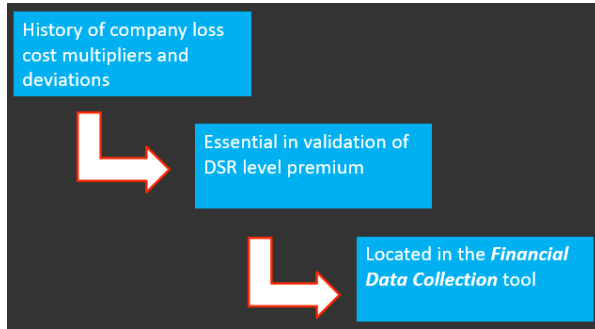 History of company loss
cost multipliers and
deviations
Essential in validation of
DSR level premium
Located in the Financial
Data Collection tool